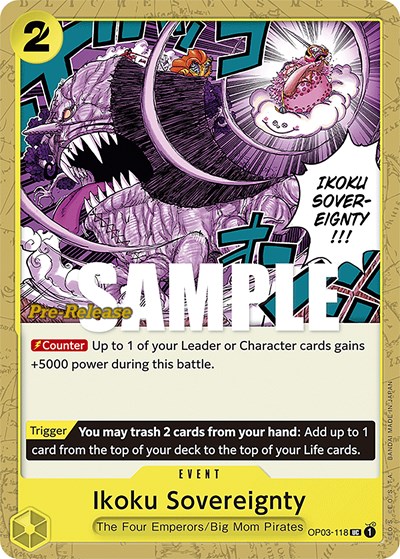 2
IKOKU
SOVER-
EIGNTY
!!!
SAMPLE
Pre-Release
Counter Up to 1 of your Leader or Character cards gains
+5000 power during this battle.
Trigger You may trash 2 cards from your hand: Add up to 1
card from the top of your deck to the top of your Life cards.
EVENT
Ikoku Sovereignty
The Four Emperors/Big Mom Pirates
OP03-118 UC 1
BANDAI MADE IN JAPAN